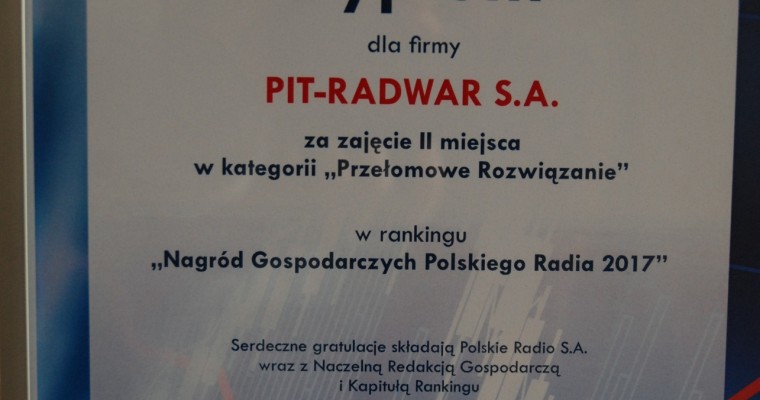 dla firmy
PIT-RADWAR S.A.
za zajęcie II miejsca
w kategorii „Przełomowe Rozwiązanie”
w rankingu
„Nagród Gospodarczych Polskiego Radia 2017”
Serdeczne gratulacje składają Polskie Radio S.A.
wraz z Naczelną Redakcją Gospodarczą
i Kapitułą Rankingu